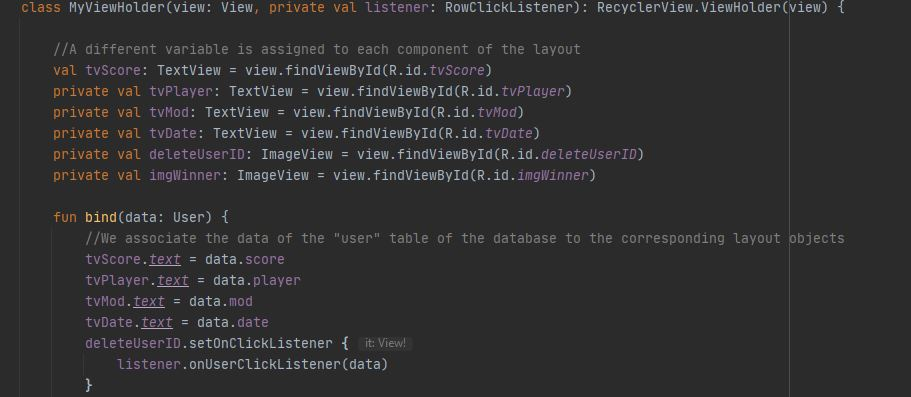 class MyViewHolder(view: View, private val listener: RowClickListener): RecyclerView.ViewHolder(view) {
//A different variable is assigned to each component of the layout
val tvScore: TextView = view.findViewById(R.id.tvScore)
private val tvPlayer: TextView = view.findViewById(R.id.tvPlayer)
private val tvMod: TextView = view.findViewById(R.id.tvMod)
private val tvDate: TextView = view.findViewById(R.id.tvDate)
private val deleteUserID: ImageView = view.findViewById(R.id.deleteUserID)
private val imgWinner: ImageView = view.findViewById(R.id.imgWinner)
fun bind(data: User) {
//We associate the data of the "user" table of the database to the corresponding layout objects
tvScore.text = data.score
tvPlayer.text = data.player
tvMod.text = data.mod
tvDate.text = data.date
deleteUserID.setOnClickListener { it: View!
listener.onUserClickListener(data)
}